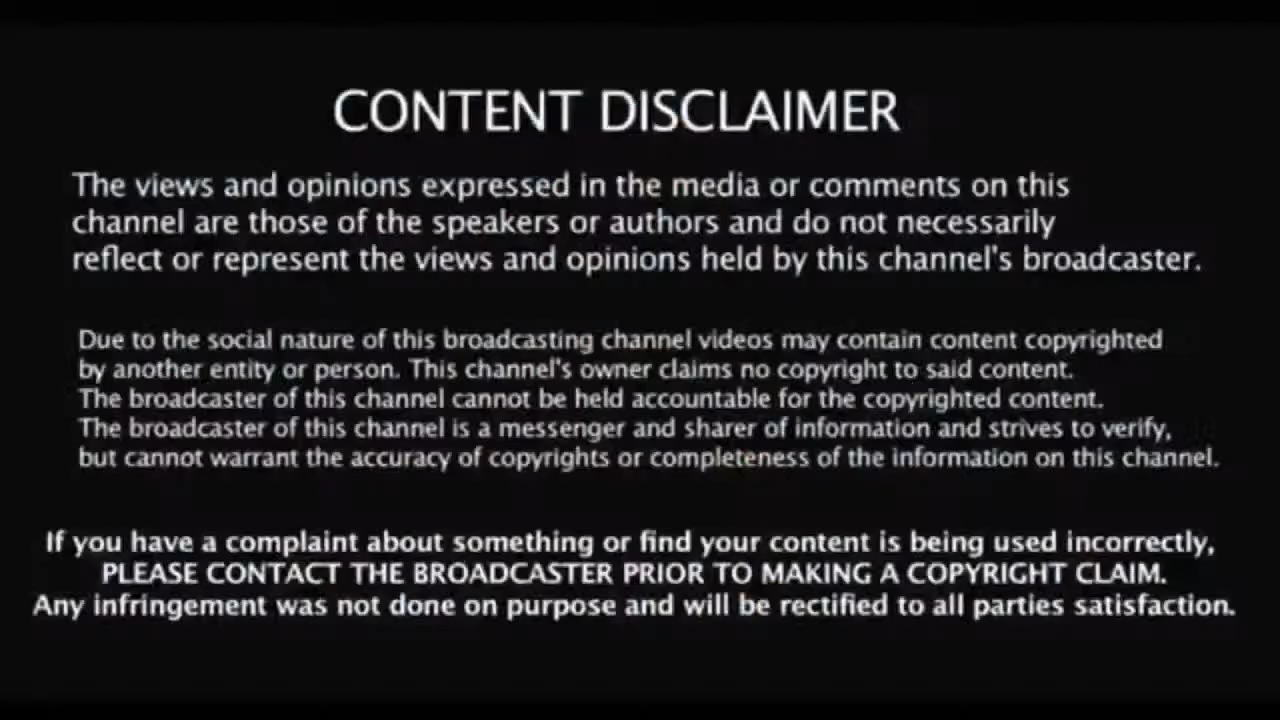 CONTENT DISCLAIMER
The views and opinions expressed in the media or comments on this
channel are those of the speakers or authors and do not necessarily
reflect or represent the views and opinions held by this channel's broadcaster.
Due to the social nature of this broadcasting channel videos may contain content copyrighted
by another entity or person. This channel's owner claims no copyright to said content.
The broadcaster of this channel cannot be held accountable for the copyrighted content.
The broadcaster of this channel is a messenger and sharer of information and strives to verify,
but cannot warrant the accuracy of copyrights or completeness of the information on this channel.
If you have a complaint about something or find your content is being used incorrectly,
PLEASE CONTACT THE BROADCASTER PRIOR TO MAKING A COPYRIGHT CLAIM.
Any infringement was not done on purpose and will be rectified to all parties satisfaction.